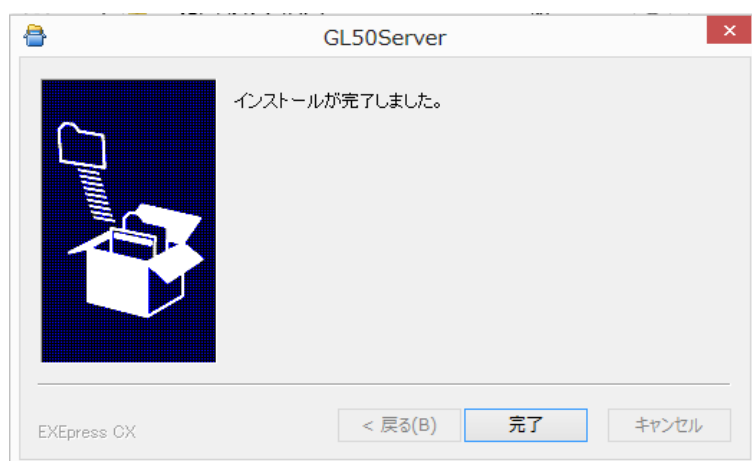 GL50Server
インストールが完了しました。
EXEpress CX
< 戻る(B)
完了
キャンセル